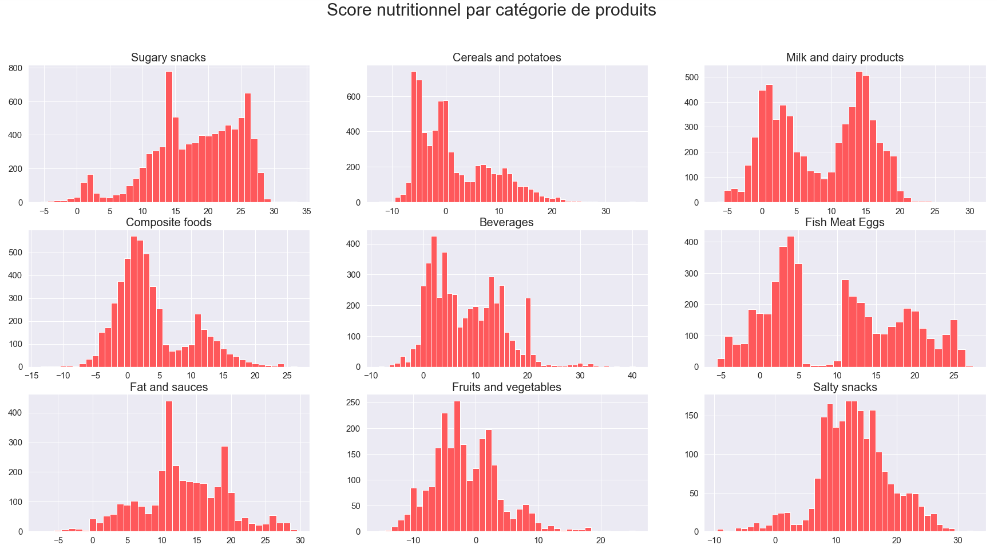 Score nutritionnel par catégorie de produits
Sugary snacks
800
600
400
200
0
−5 0 5 10 15 20 25 30 35
Cereals and potatoes
600
400
200
0
−10 0 10 20 30
Milk and dairy products
500
400
300
200
100
0
−5 0 5 10 15 20 25 30
Composite foods
500
400
300
200
100
0
−15 −10 −5 0 5 10 15 20 25
Beverages
400
300
200
100
0
−10 0 10 20 30 40
Fish Meat Eggs
400
300
200
100
0
−5 0 5 10 15 20 25
Fat and sauces
400
300
200
100
0
−5 0 5 10 15 20 25 30
Fruits and vegetables
250
200
150
100
50
0
−10 0 10 20
Salty snacks
150
100
50
0
−10 0 10 20 30